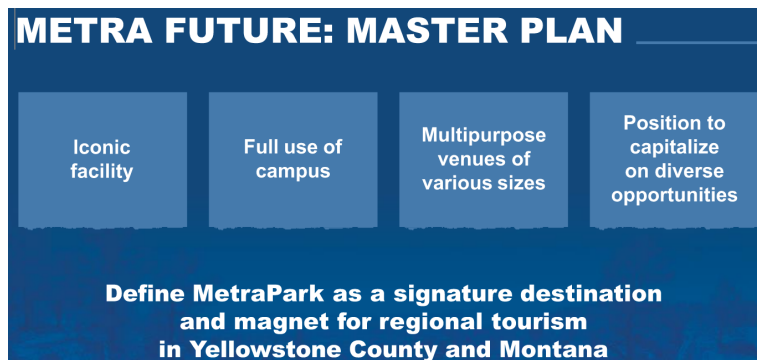 METRA FUTURE: MASTER PLAN
Iconic
facility
Full use of
campus
Multipurpose
venues of
various sizes
Position to
capitalize
on diverse
opportunities
Define MetraPark as a signature destination
and magnet for regional tourism
in Yellowstone County and Montana